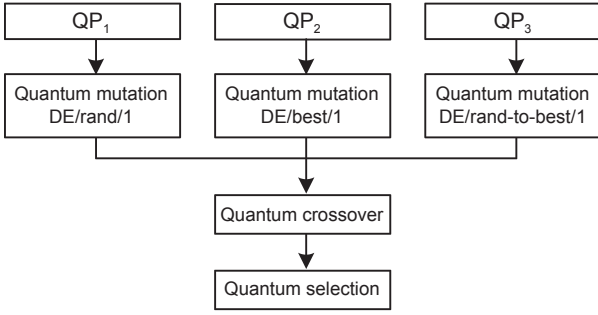 QP₁
QP₂
QP₃
Quantum mutation
DE/rand/1
Quantum mutation
DE/best/1
Quantum mutation
DE/rand-to-best/1
Quantum crossover
Quantum selection